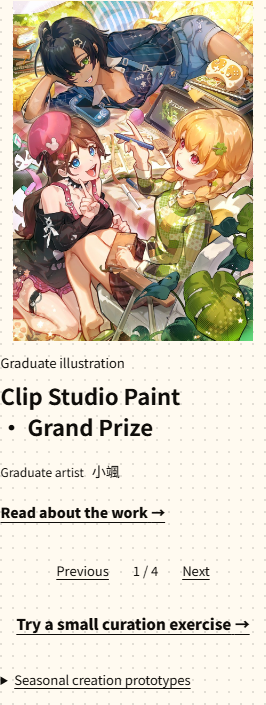 Graduate illustration
Clip Studio Paint
・ Grand Prize
Graduate artist 小颯
Read about the work →
Previous 1 / 4 Next
Try a small curation exercise →
▶ Seasonal creation prototypes